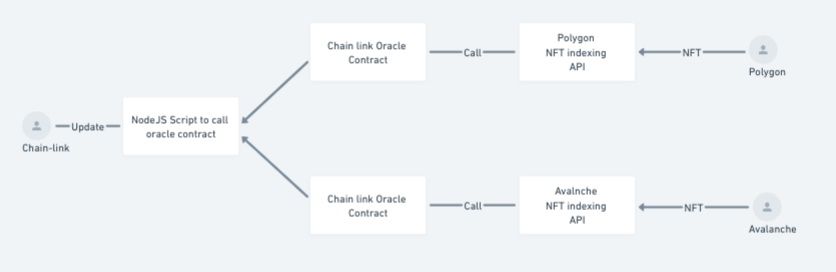 Chain link Oracle
Contract
Call
Polygon
NFT indexing
API
NFT
Polygon
NodeJS Script to call
oracle contract
Update
Chain-link
Chain link Oracle
Contract
Call
Avalnche
NFT indexing
API
NFT
Avalanche